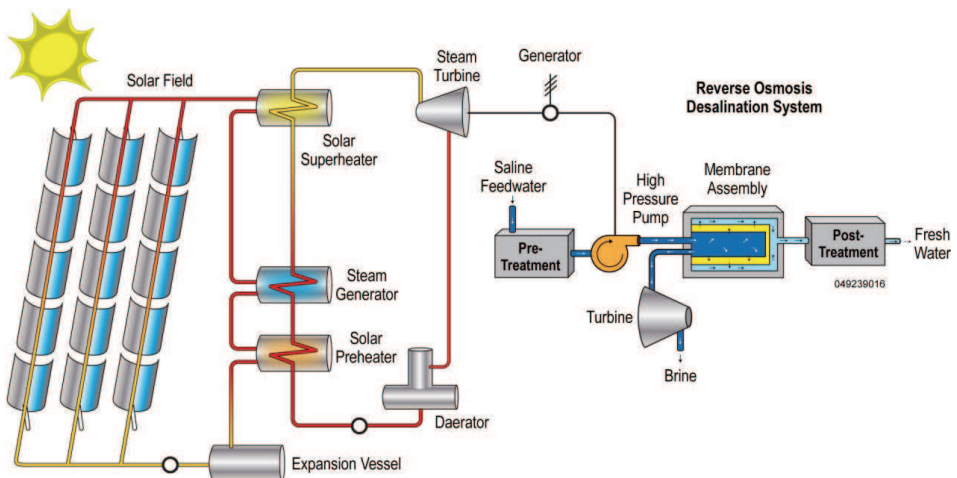 Solar Field
Steam
Turbine
Generator
Reverse Osmosis
Desalination System
Solar
Superheater
Saline
Feedwater
High
Pressure
Pump
Membrane
Assembly
Pre-
Treatment
Post-
Treatment
Fresh
Water
049239016
Steam
Generator
Turbine
Solar
Preheater
Brine
Daerator
Expansion Vessel